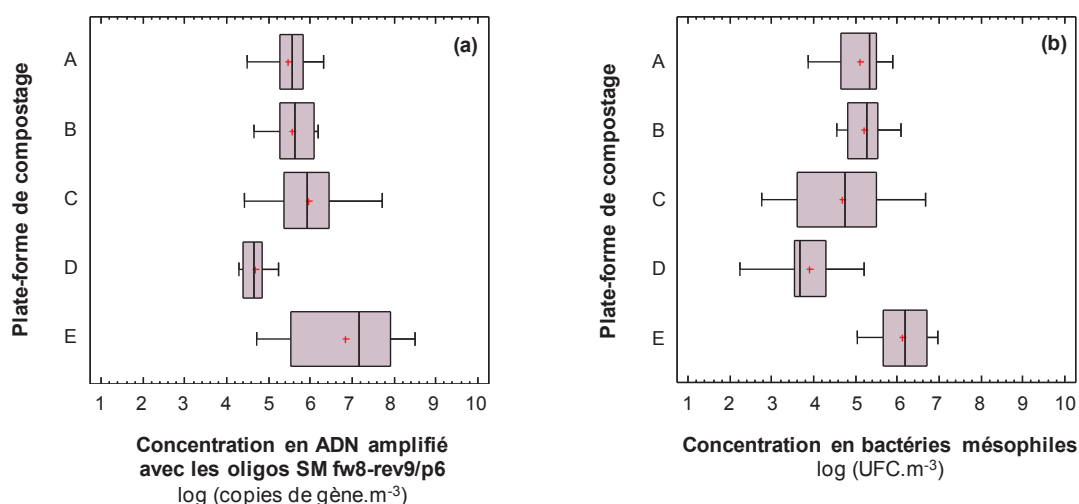 (a)
Plate-forme de compostage
A
B
C
D
E
1 2 3 4 5 6 7 8 9 10
Concentration en ADN amplifié
avec les oligos SM fw8-rev9/p6
log (copies de gène.m-3)
(b)
Plate-forme de compostage
A
B
C
D
E
1 2 3 4 5 6 7 8 9 10
Concentration en bactéries mésophiles
log (UFC.m-3)